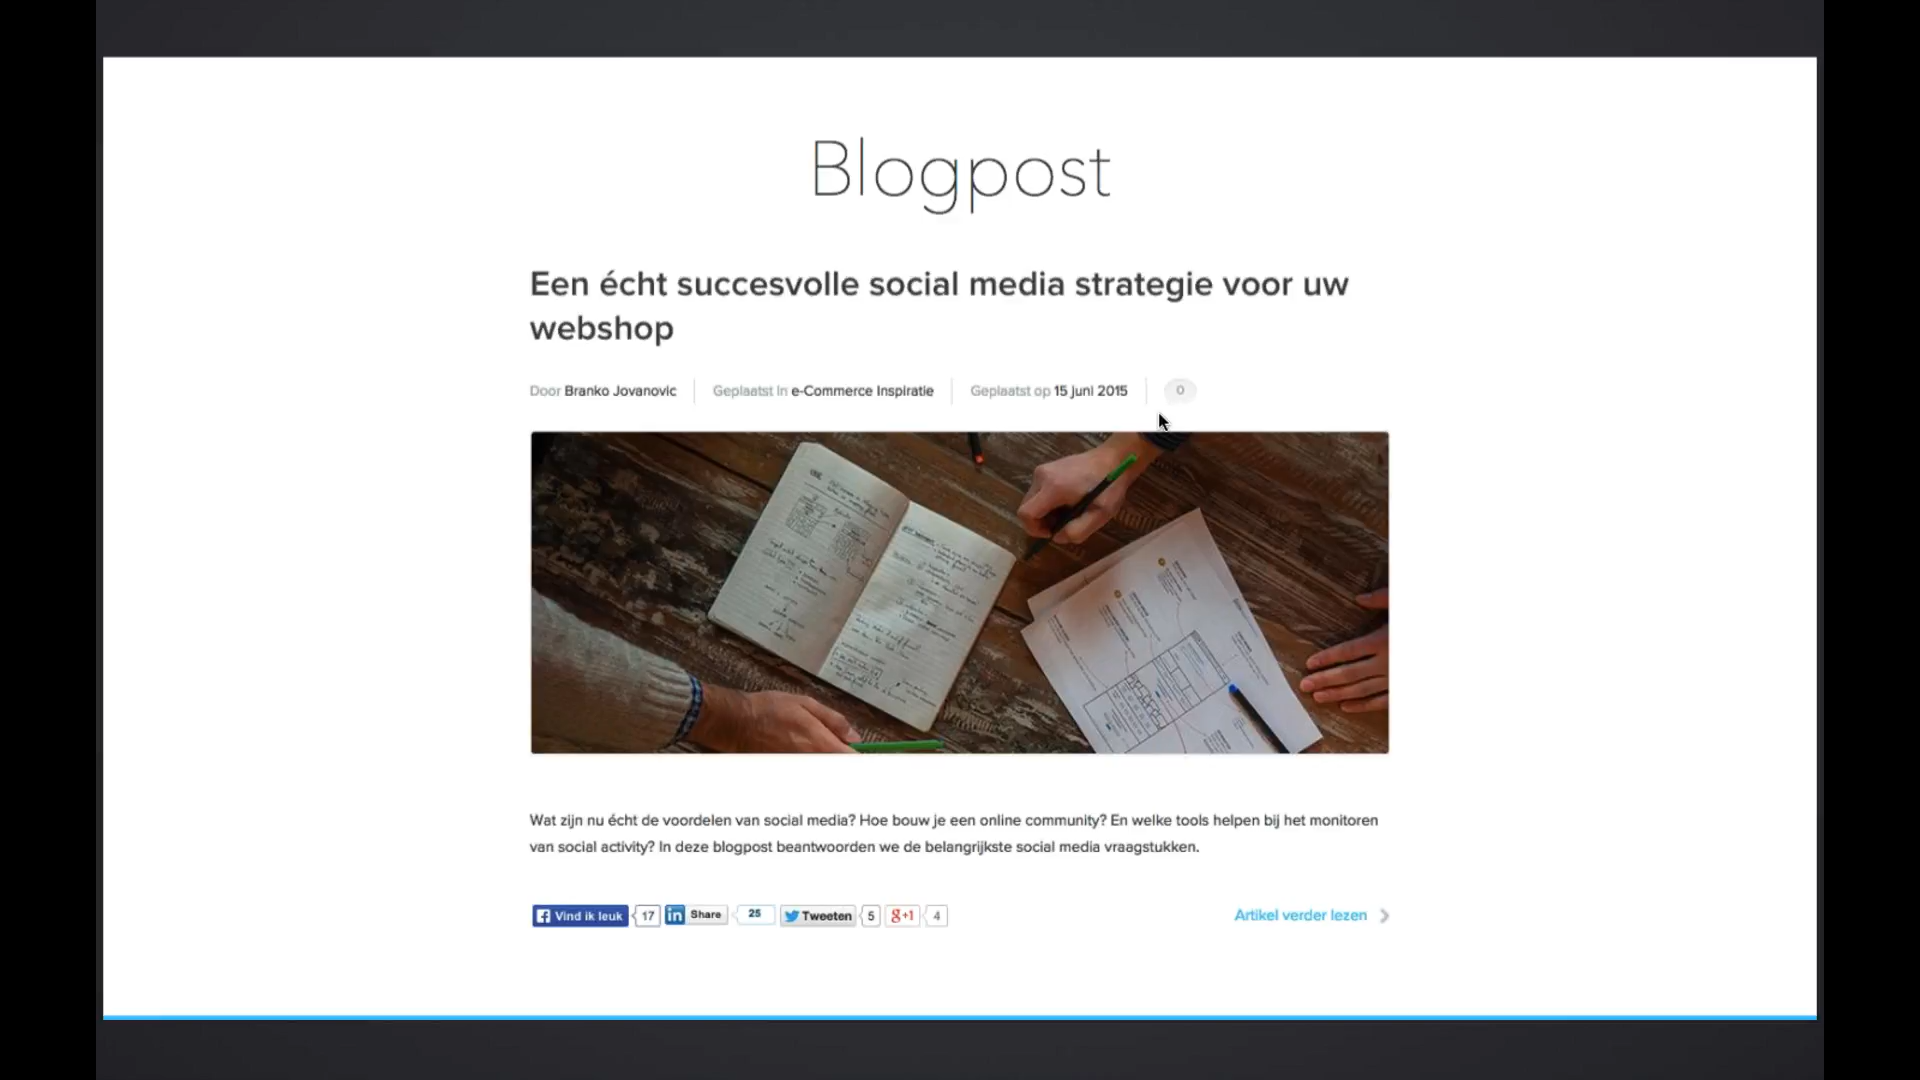 Blogpost
Een écht succesvolle social media strategie voor uw
webshop
Door Branko Jovanovic Geplaatst in e-Commerce Inspiratie Geplaatst op 15 juni 2015 0
Wat zijn nu écht de voordelen van social media? Hoe bouw je een online community? En welke tools helpen bij het monitoren
van social activity? In deze blogpost beantwoorden we de belangrijkste social media vraagstukken.
Vind ik leuk 17 in Share 25 Tweeten 5 g+1 4 Artikel verder lezen